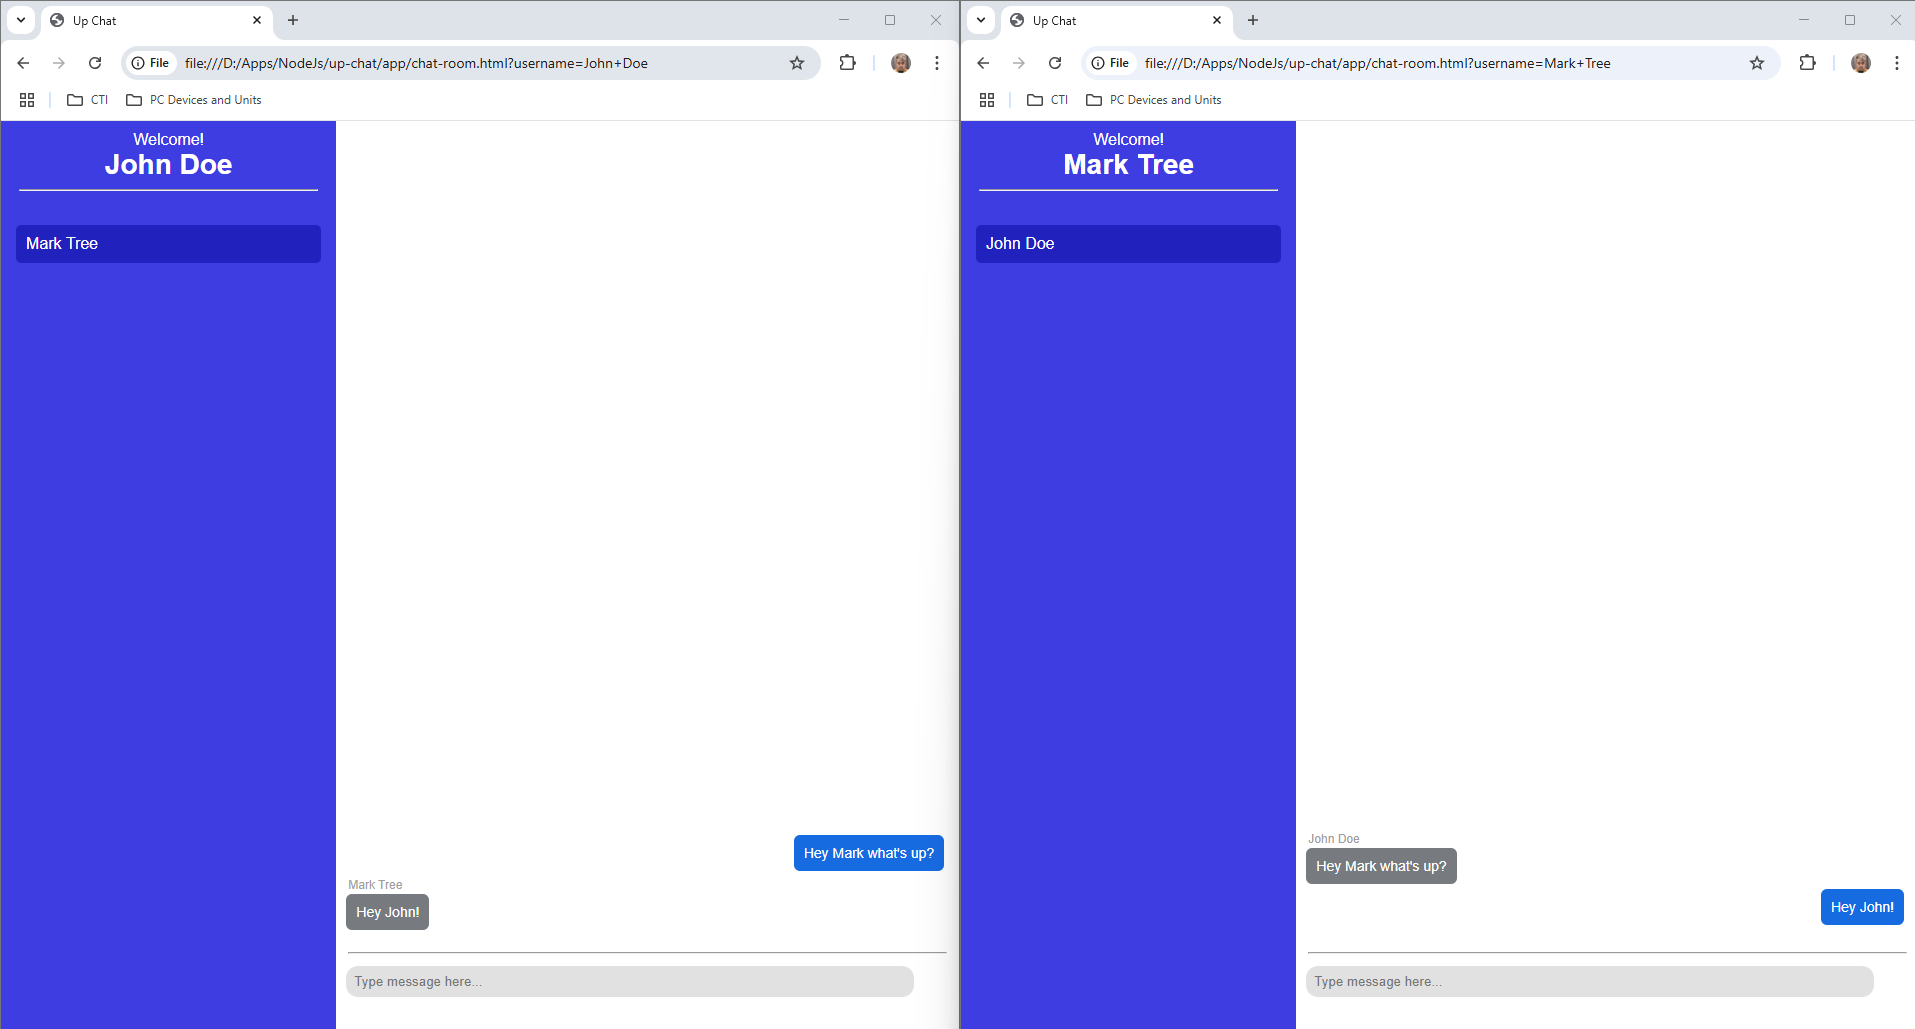 Up Chat
File
file:///D:/Apps/NodeJs/up-chat/app/chat-room.html?username=John+Doe
CTI
PC Devices and Units
Welcome!
John Doe
Mark Tree
Hey Mark what's up?
Mark Tree
Hey John!
Type message here...
Up Chat
File
file:///D:/Apps/NodeJs/up-chat/app/chat-room.html?username=Mark+Tree
CTI
PC Devices and Units
Welcome!
Mark Tree
John Doe
John Doe
Hey Mark what's up?
Hey John!
Type message here...